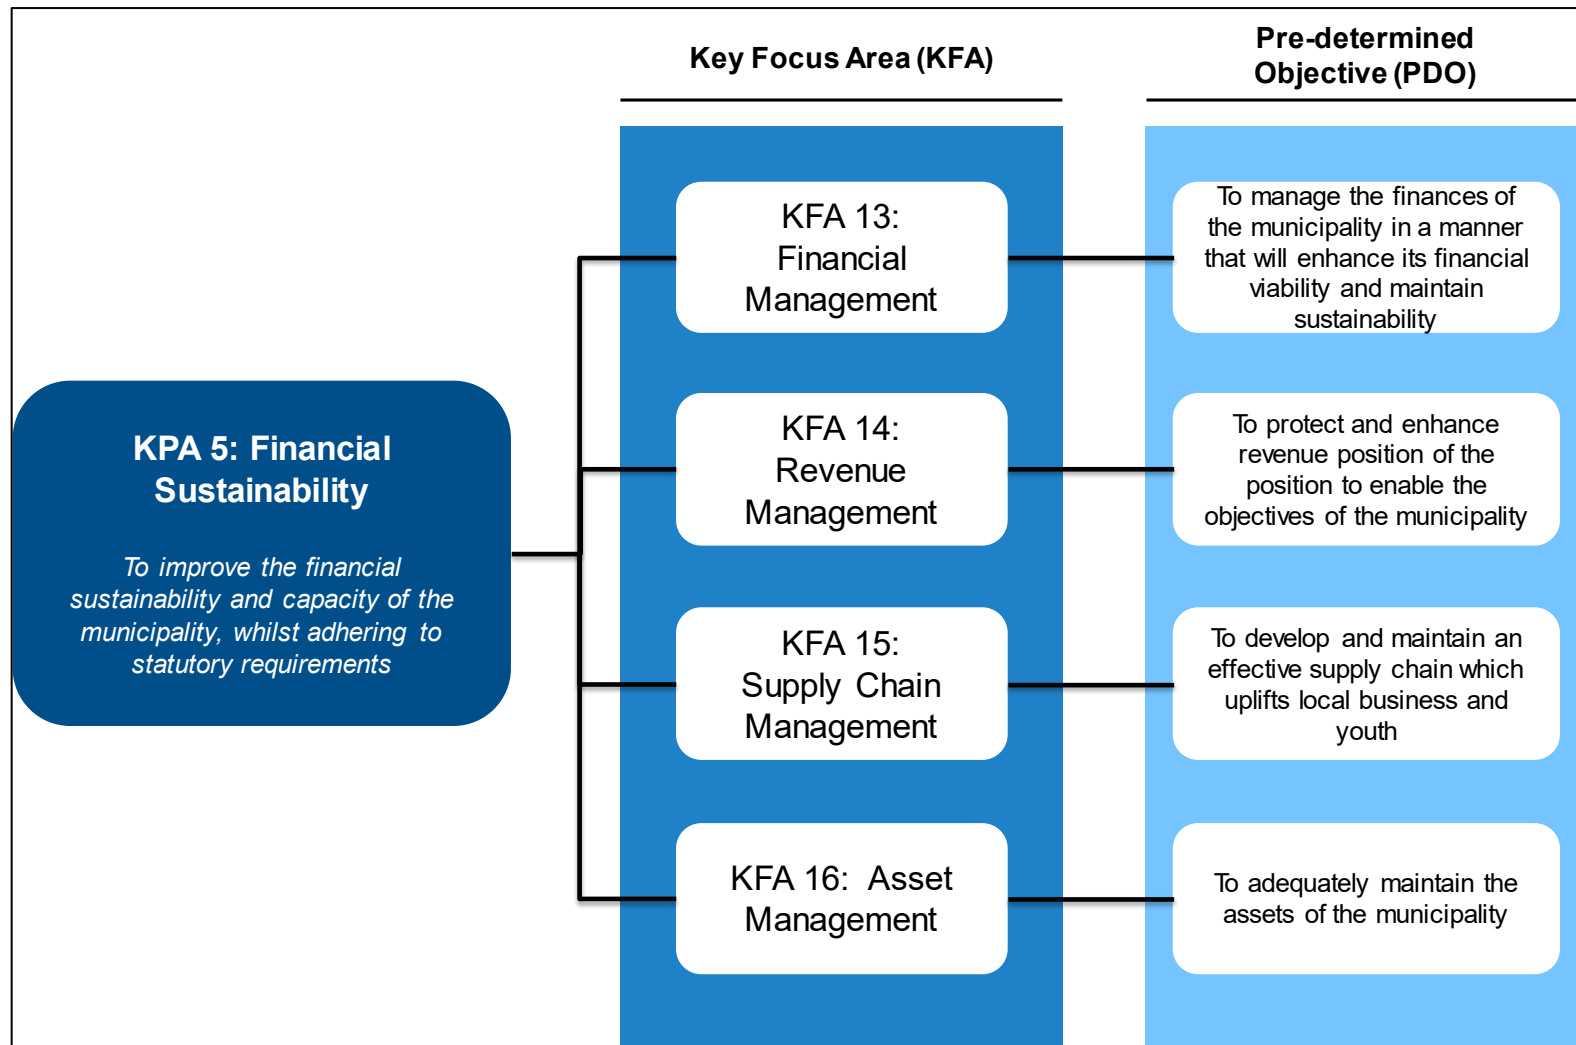 Key Focus Area (KFA)
Pre-determined
Objective (PDO)
KPA 5: Financial
Sustainability
To improve the financial
sustainability and capacity of the
municipality, whilst adhering to
statutory requirements
KFA 13:
Financial
Management
To manage the finances of
the municipality in a manner
that will enhance its financial
viability and maintain
sustainability
KFA 14:
Revenue
Management
To protect and enhance
revenue position of the
position to enable the
objectives of the municipality
KFA 15:
Supply Chain
Management
To develop and maintain an
effective supply chain which
uplifts local business and
youth
KFA 16: Asset
Management
To adequately maintain the
assets of the municipality